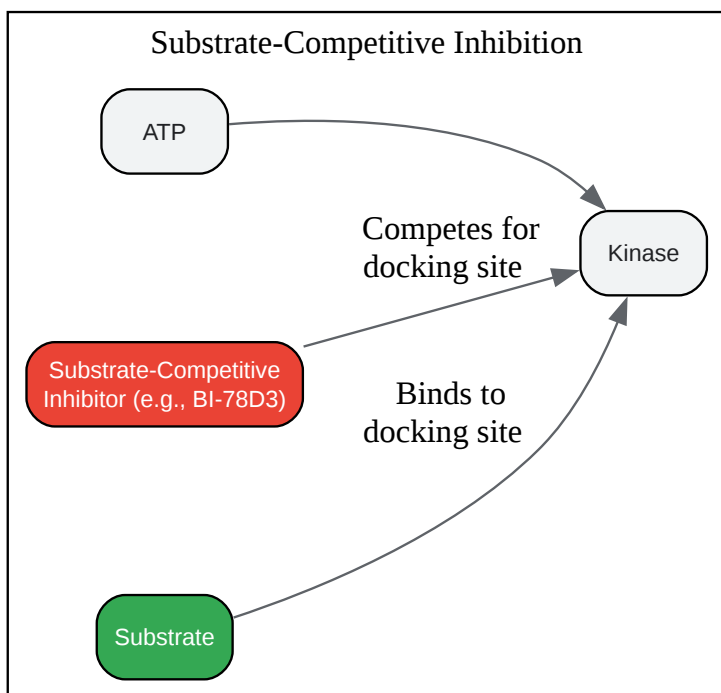 Substrate-Competitive Inhibition
ATP
Competes for
docking site
Kinase
Substrate-Competitive
Inhibitor (e.g., BI-78D3)
Binds to
docking site
Substrate